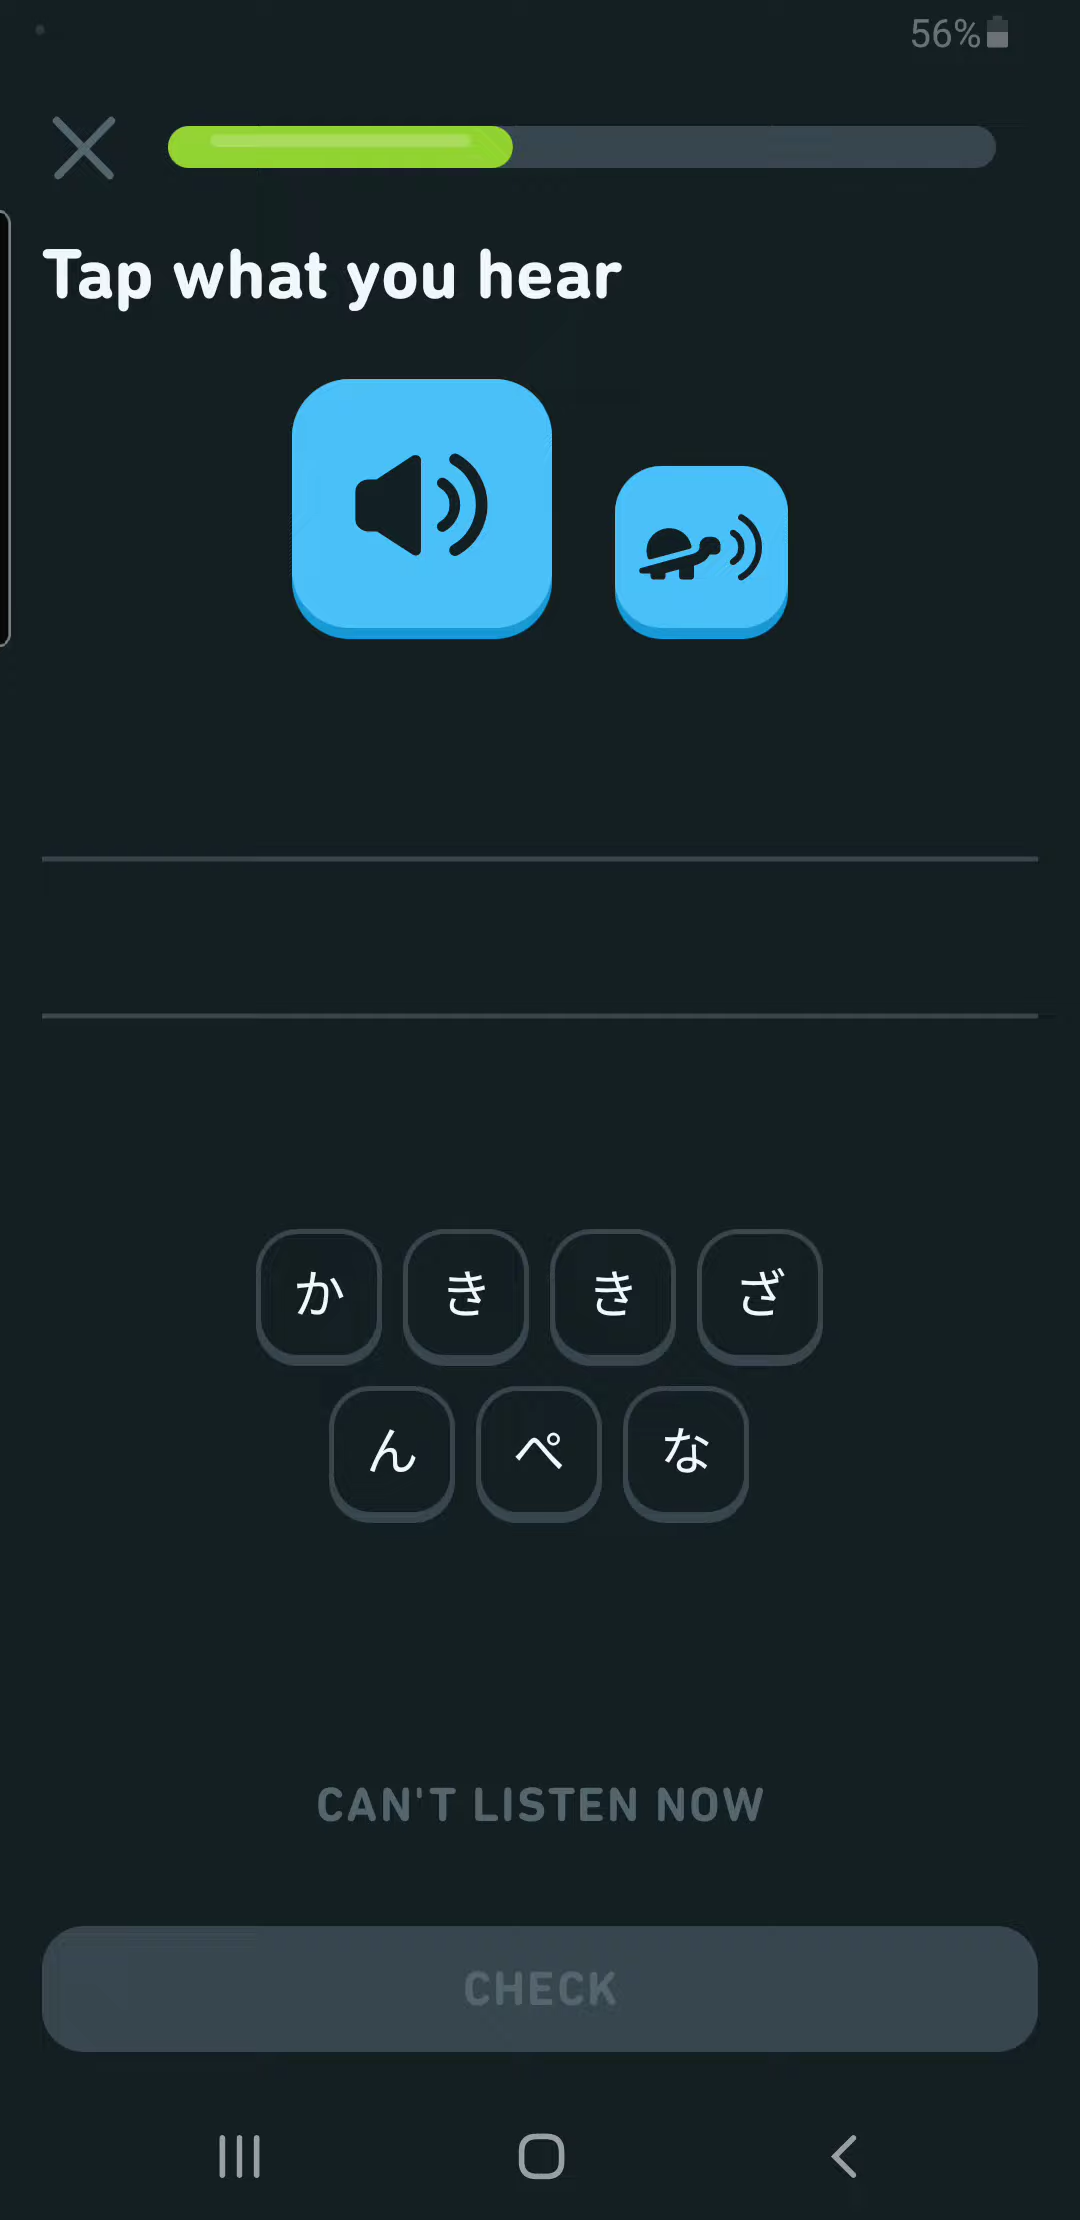 56%
Tap what you hear
か き き ざ
ん ぺ な
CAN'T LISTEN NOW
CHECK